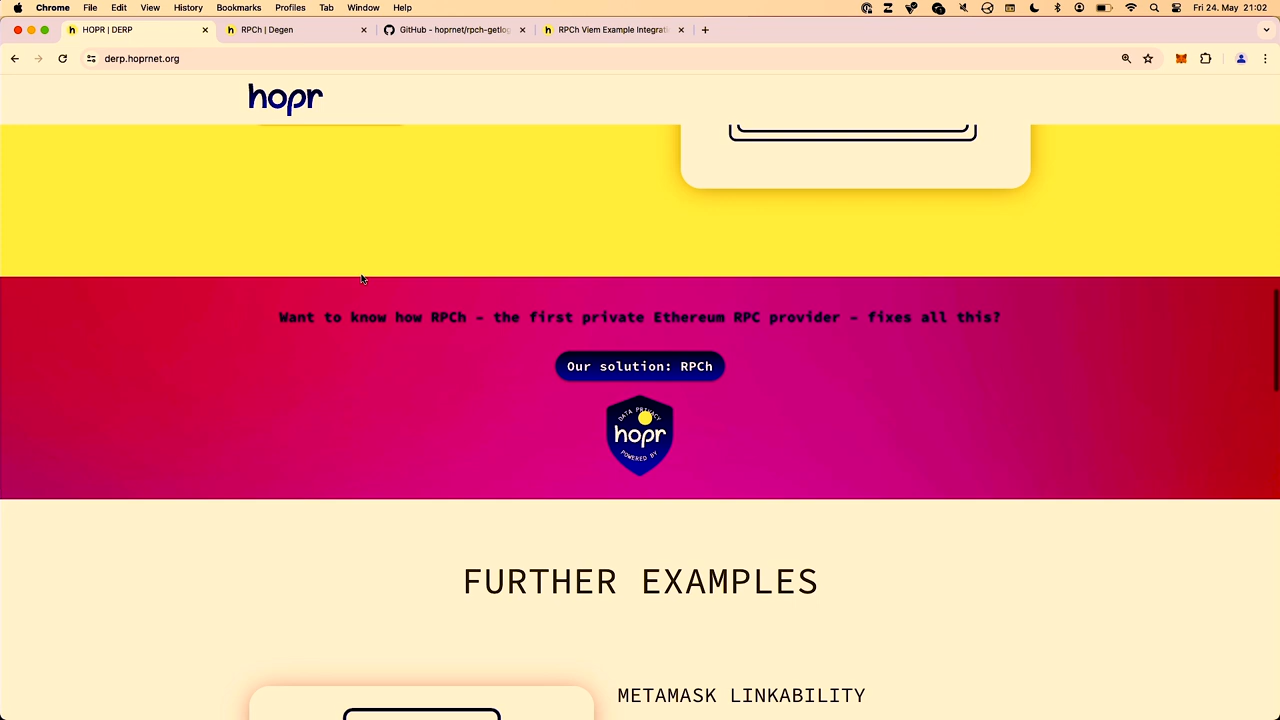 Chrome File Edit View History Bookmarks Profiles Tab Window Help Fri 24. May 21:02
HOPR | DERP
RPCh | Degen
GitHub - hoprnet/rpch-getlog
RPCh Viem Example Integrati
derp.hoprnet.org
hopr
Want to know how RPCh – the first private Ethereum RPC provider – fixes all this?
Our solution: RPCh
DATA PRIVACY
hopr
POWERED BY
FURTHER EXAMPLES
METAMASK LINKABILITY